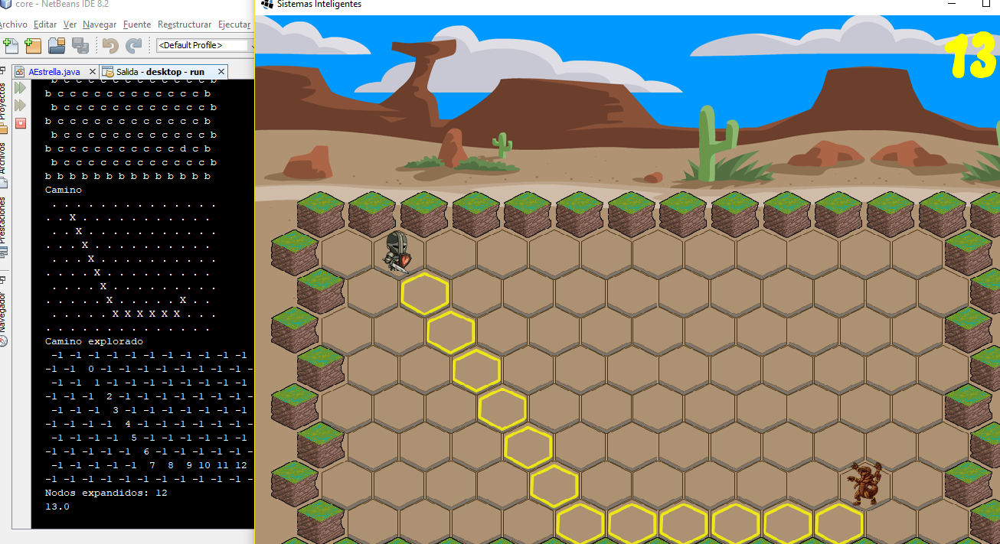 core - NetBeans IDE 8.2
Archivo Editar Ver Navegar Fuente Reestructurar Ejecutar
<Default Profile>
AEstrella.java
Salida - desktop - run
b c c c c c c c c c c c c b
b c c c c c c c c c c c c b
b c c c c c c c c c c c c b
b c c c c c c c c c c c c b
b c c c c c c c c c c c c b
b c c c c c c c c c c d c b
b c c c c c c c c c c c c b
b b b b b b b b b b b b b b
Camino
. . . . . . . . . . . . . .
. . X . . . . . . . . . . .
. . X . . . . . . . . . . .
. . . X . . . . . . . . . .
. . . X . . . . . . . . . .
. . . . X . . . . . . . . .
. . . . X . . . . . . . . .
. . . . . X . . . . . X . .
. . . . . X X X X X X . . .
. . . . . . . . . . . . . .
Camino explorado
-1 -1 -1 -1 -1 -1 -1 -1 -1 -1 -1
-1 -1 0 -1 -1 -1 -1 -1 -1 -1 -1 -
-1 -1 1 -1 -1 -1 -1 -1 -1 -1 -1
-1 -1 -1 2 -1 -1 -1 -1 -1 -1 -1 -
-1 -1 -1 3 -1 -1 -1 -1 -1 -1 -1
-1 -1 -1 -1 4 -1 -1 -1 -1 -1 -1 -
-1 -1 -1 -1 5 -1 -1 -1 -1 -1 -1
-1 -1 -1 -1 -1 6 -1 -1 -1 -1 -1 -
-1 -1 -1 -1 -1 7 8 9 10 11 12
-1 -1 -1 -1 -1 -1 -1 -1 -1 -1 -1 -
Nodos expandidos: 12
13.0
Proyectos
Archivos
Prestaciones
Navegador
Sistemas Inteligentes
13